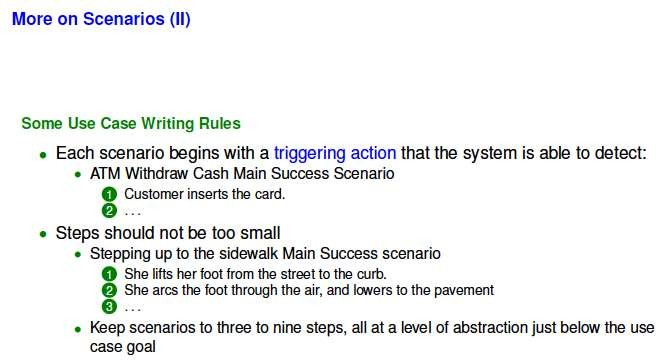 More on Scenarios (II)
Some Use Case Writing Rules
• Each scenario begins with a triggering action that the system is able to detect:
• ATM Withdraw Cash Main Success Scenario
1 Customer inserts the card.
2 ...
• Steps should not be too small
• Stepping up to the sidewalk Main Success scenario
1 She lifts her foot from the street to the curb.
2 She arcs the foot through the air, and lowers to the pavement
3 ...
• Keep scenarios to three to nine steps, all at a level of abstraction just below the use
case goal